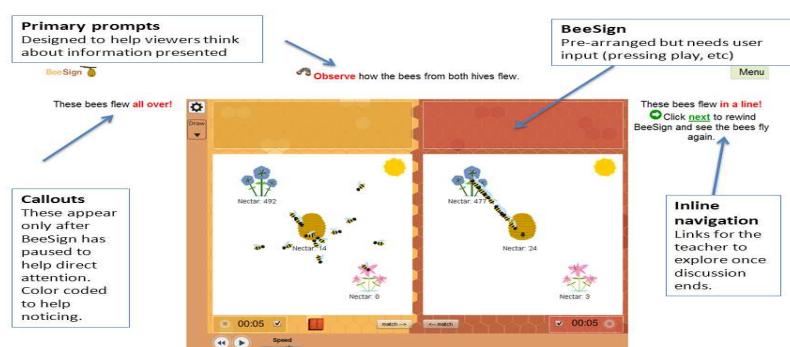 Primary prompts
Designed to help viewers think
about information presented
BeeSign
Pre-arranged but needs user
input (pressing play, etc)
BeeSign
Observe how the bees from both hives flew.
Menu
These bees flew all over!
These bees flew in a line!
Click next to rewind
BeeSign and see the bees fly
again.
Draw
Nectar: 492
Nectar: 14
Nectar: 0
Nectar: 477
Nectar: 24
Nectar: 3
Callouts
These appear
only after
BeeSign has
paused to
help direct
attention.
Color coded
to help
noticing.
Inline
navigation
Links for the
teacher to
explore once
discussion
ends.
00:05
match -->
<-- match
00:05
Speed